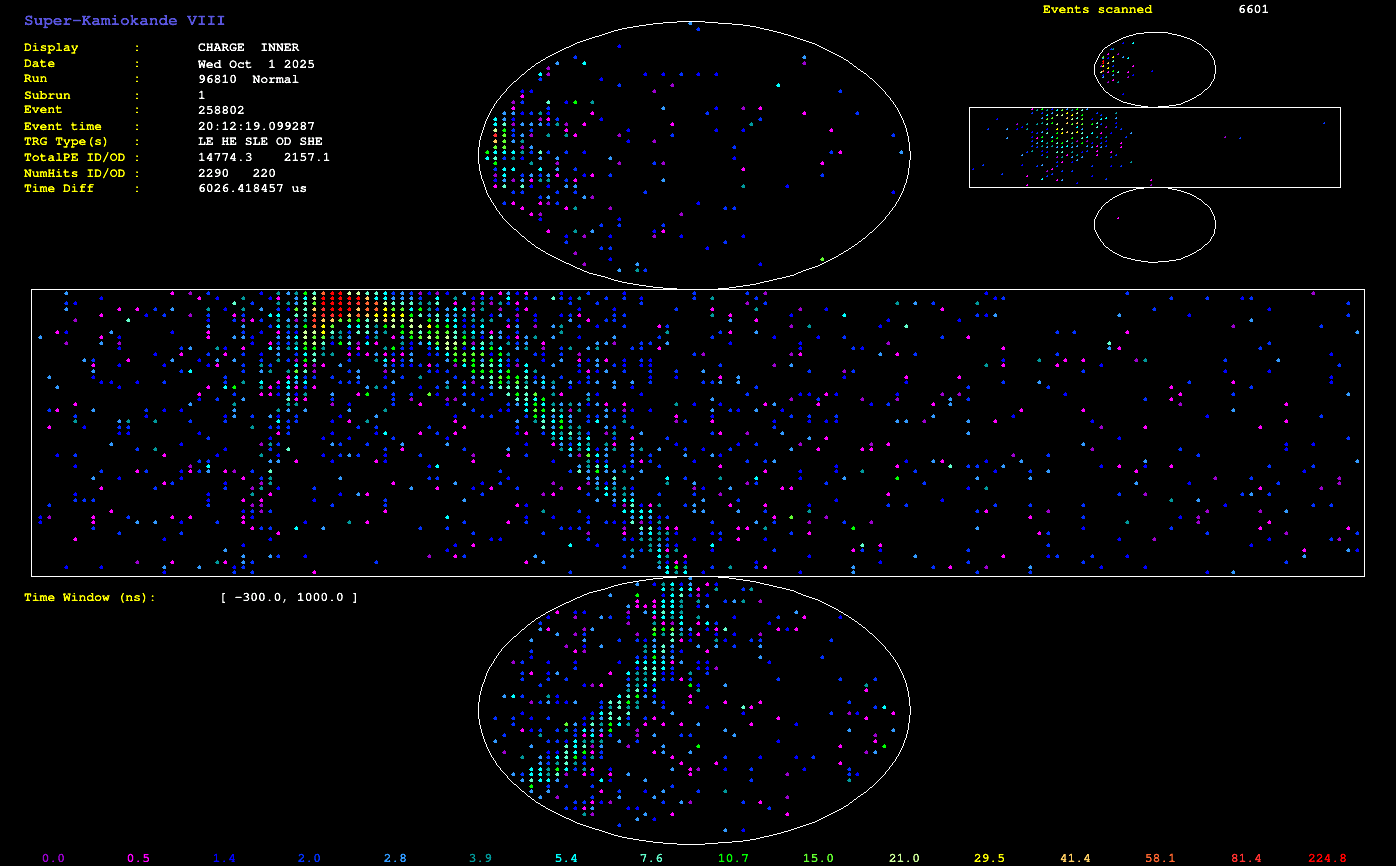 Super-Kamiokande VIII
Events scanned 6601
Display : CHARGE INNER
Date : Wed Oct 1 2025
Run : 96810 Normal
Subrun : 1
Event : 258802
Event time : 20:12:19.099287
TRG Type(s) : LE HE SLE OD SHE
TotalPE ID/OD : 14774.3 2157.1
NumHits ID/OD : 2290 220
Time Diff : 6026.418457 us
Time Window (ns): [ -300.0, 1000.0 ]
0.0 0.5 1.4 2.0 2.8 3.9 5.4 7.6 10.7 15.0 21.0 29.5 41.4 58.1 81.4 224.8